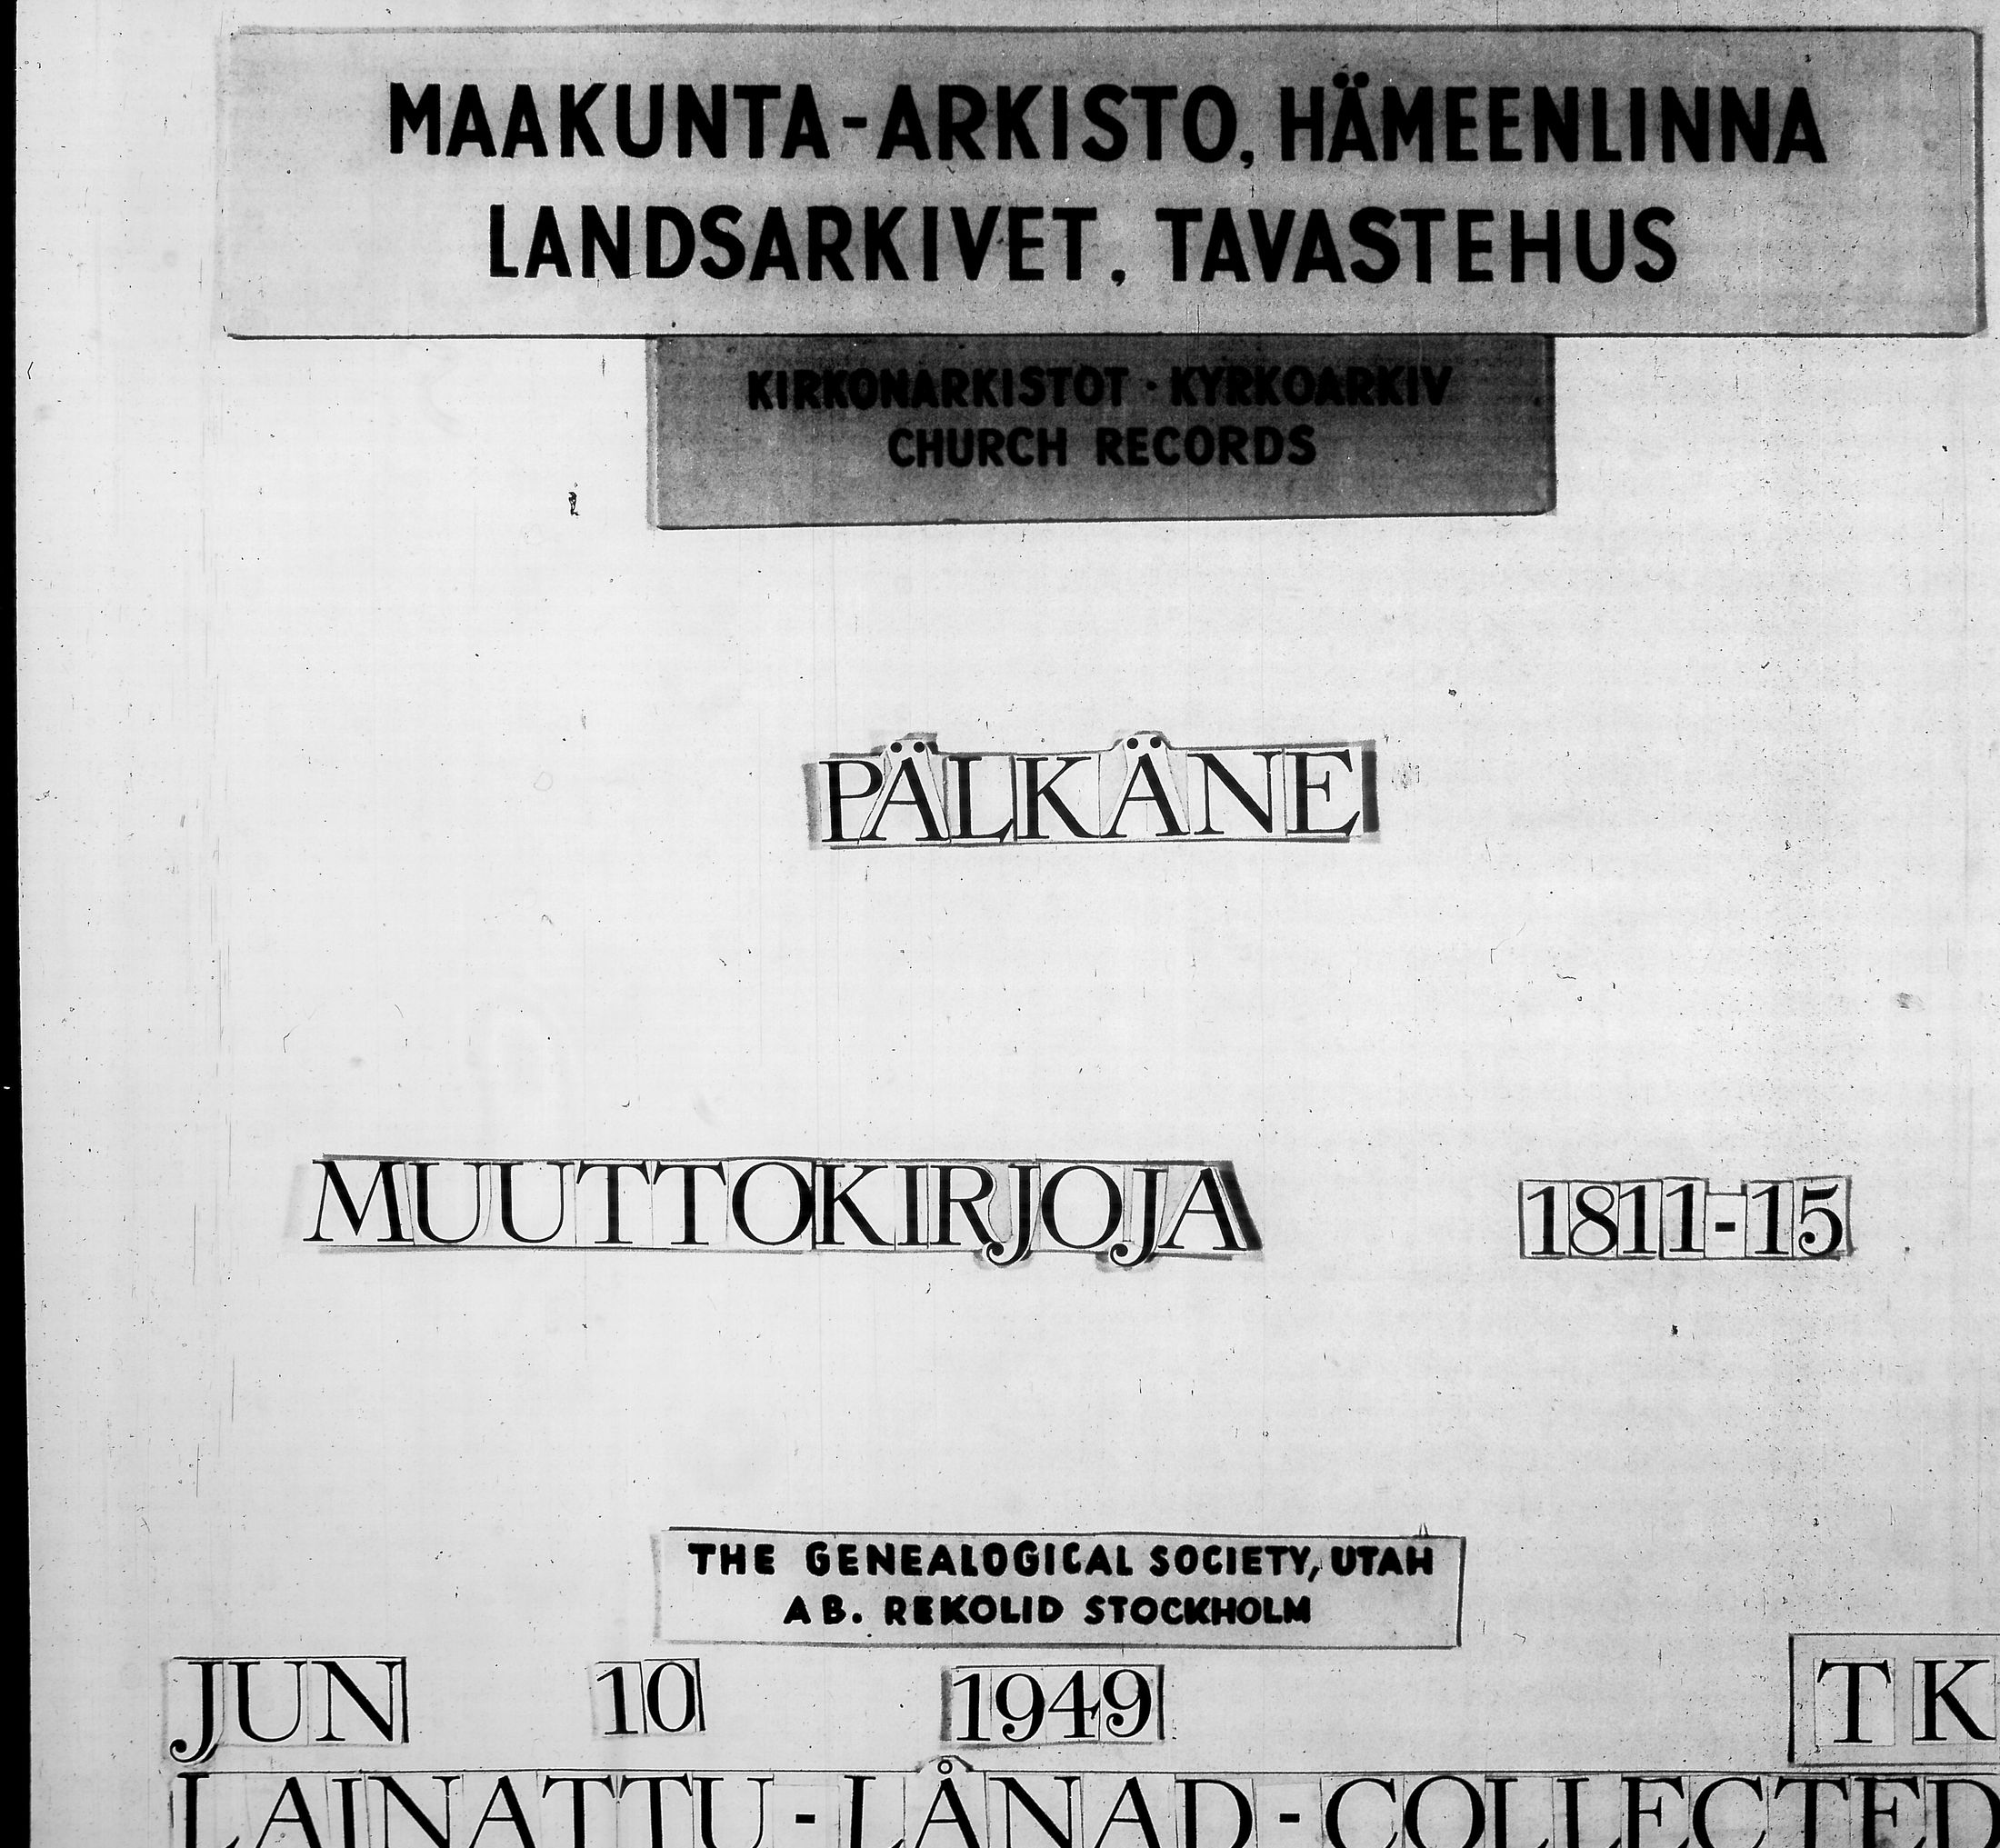 MAAKUNTA-ARKISTO, HÄMEENLINNA
LANDSARKIVET, TAVASTEHUS
KIRKONARKISTOT · KYRKOARKIV
CHURCH RECORDS
PÄLKÄNE
MUUTTOKIRJOJA 1811-15
THE GENEALOGICAL SOCIETY, UTAH
AB. REKOLID STOCKHOLM
JUN 10 1949 TK
LAINATTU-LÅNAD-COLLECTED